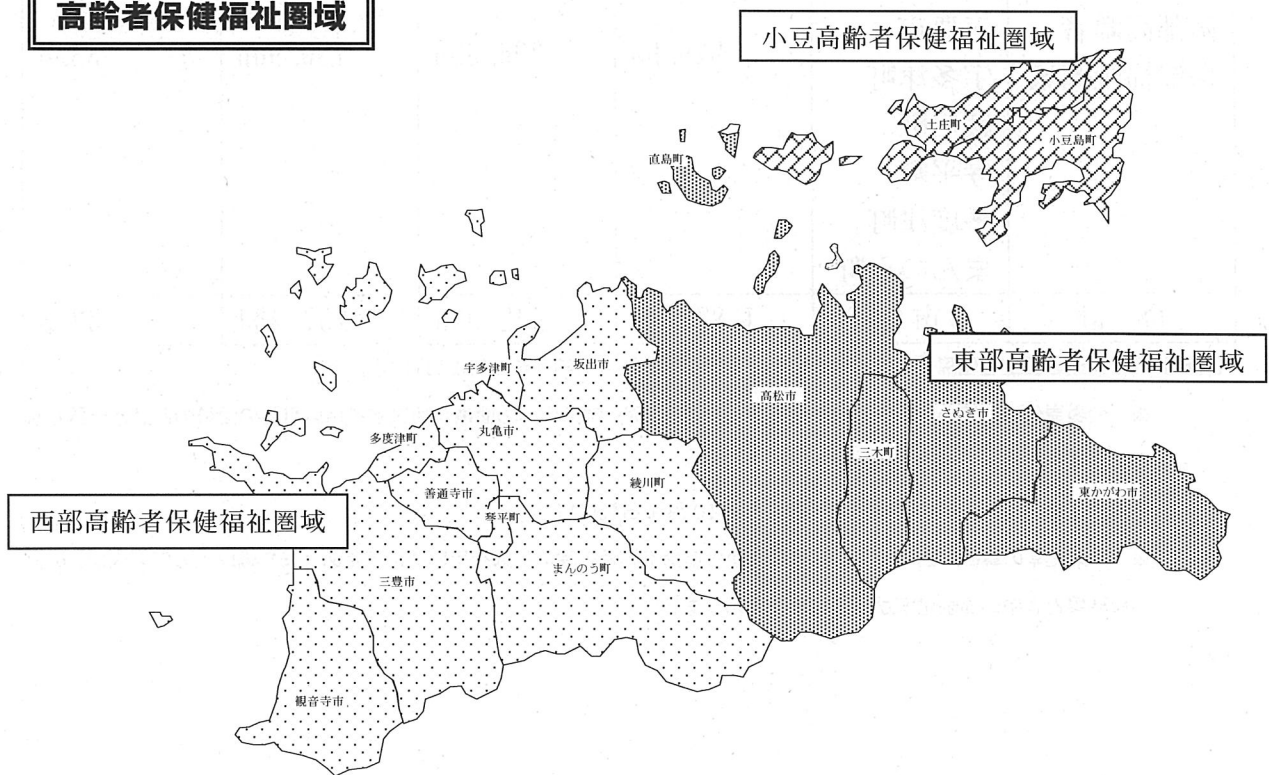 高齢者保健福祉圏域
小豆高齢者保健福祉圏域
土庄町
小豆島町
直島町
東部高齢者保健福祉圏域
宇多津町
坂出市
高松市
さぬき市
多度津町
丸亀市
三木町
綾川町
善通寺市
東かがわ市
琴平町
西部高齢者保健福祉圏域
まんのう町
三豊市
観音寺市